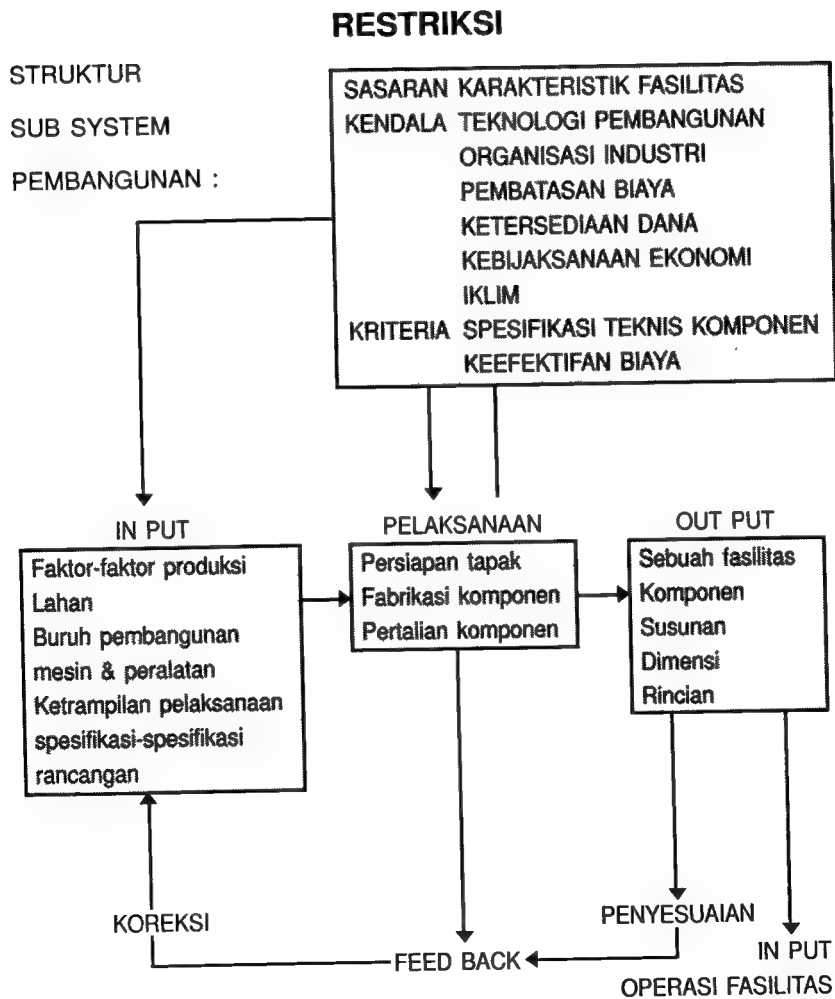 RESTRIKSI
STRUKTUR
SUB SYSTEM
PEMBANGUNAN :
SASARAN KARAKTERISTIK FASILITAS
KENDALA TEKNOLOGI PEMBANGUNAN
ORGANISASI INDUSTRI
PEMBATASAN BIAYA
KETERSEDIAAN DANA
KEBIJAKSANAAN EKONOMI
IKLIM
KRITERIA SPESIFIKASI TEKNIS KOMPONEN
KEEFEKTIFAN BIAYA
IN PUT
Faktor-faktor produksi
Lahan
Buruh pembangunan
mesin & peralatan
Ketrampilan pelaksanaan
spesifikasi-spesifikasi
rancangan
PELAKSANAAN
Persiapan tapak
Fabrikasi komponen
Pertalian komponen
OUT PUT
Sebuah fasilitas
Komponen
Susunan
Dimensi
Rincian
KOREKSI
FEED BACK
PENYESUAIAN
IN PUT
OPERASI FASILITAS